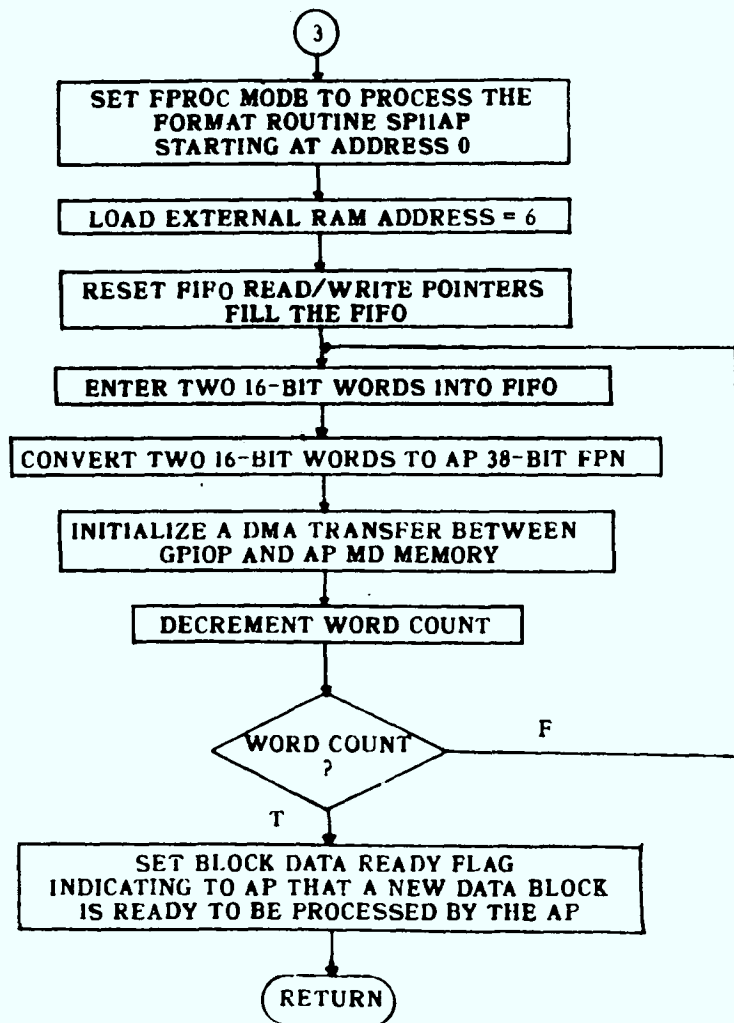 3
SET FPROC MODE TO PROCESS THE
FORMAT ROUTINE SPI1AP
STARTING AT ADDRESS 0
LOAD EXTERNAL RAM ADDRESS = 6
RESET FIFO READ/WRITE POINTERS
FILL THE FIFO
ENTER TWO 16-BIT WORDS INTO FIFO
CONVERT TWO 16-BIT WORDS TO AP 38-BIT FPN
INITIALIZE A DMA TRANSFER BETWEEN
GPIOP AND AP MD MEMORY
DECREMENT WORD COUNT
WORD COUNT
?
F
T
SET BLOCK DATA READY FLAG
INDICATING TO AP THAT A NEW DATA BLOCK
IS READY TO BE PROCESSED BY THE AP
RETURN